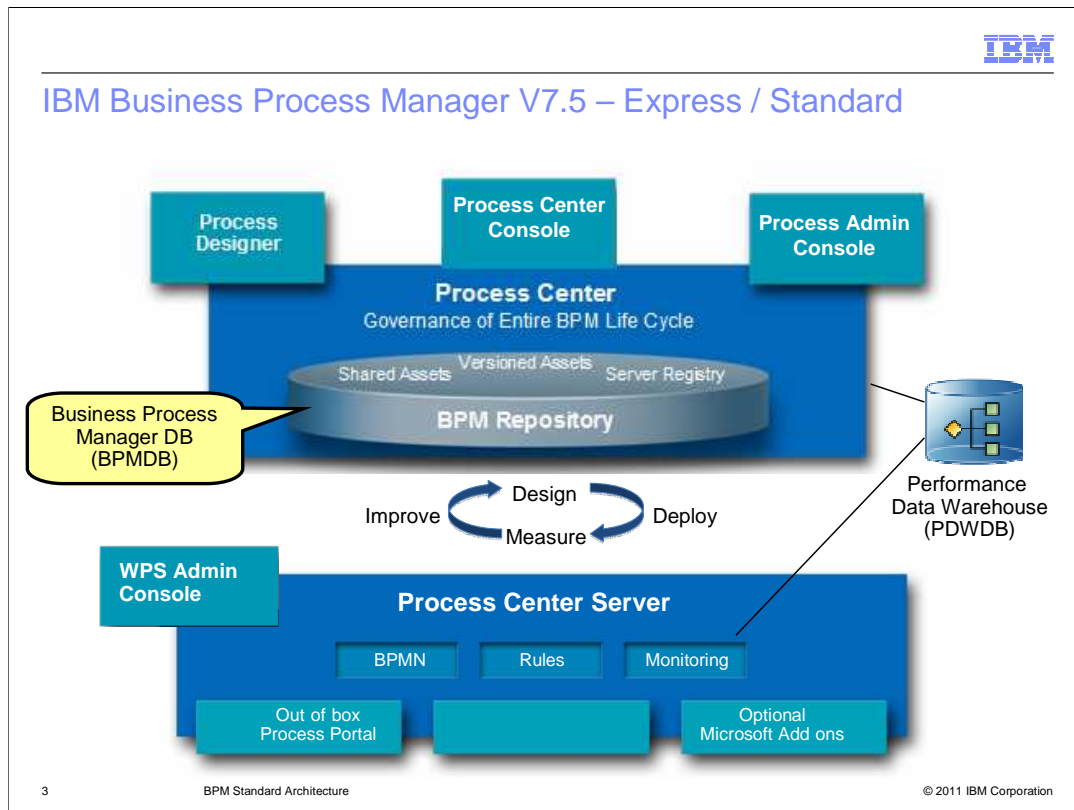 IBM
IBM Business Process Manager V7.5 – Express / Standard
Process
Designer
Process Center
Console
Process Admin
Console
Process Center
Governance of Entire BPM Life Cycle
Shared Assets
Versioned Assets
Server Registry
BPM Repository
Business Process
Manager DB
(BPMDB)
Performance
Data Warehouse
(PDWDB)
Design
Improve
Deploy
Measure
WPS Admin
Console
Process Center Server
BPMN
Rules
Monitoring
Out of box
Process Portal
Optional
Microsoft Add ons
3
BPM Standard Architecture
© 2011 IBM Corporation